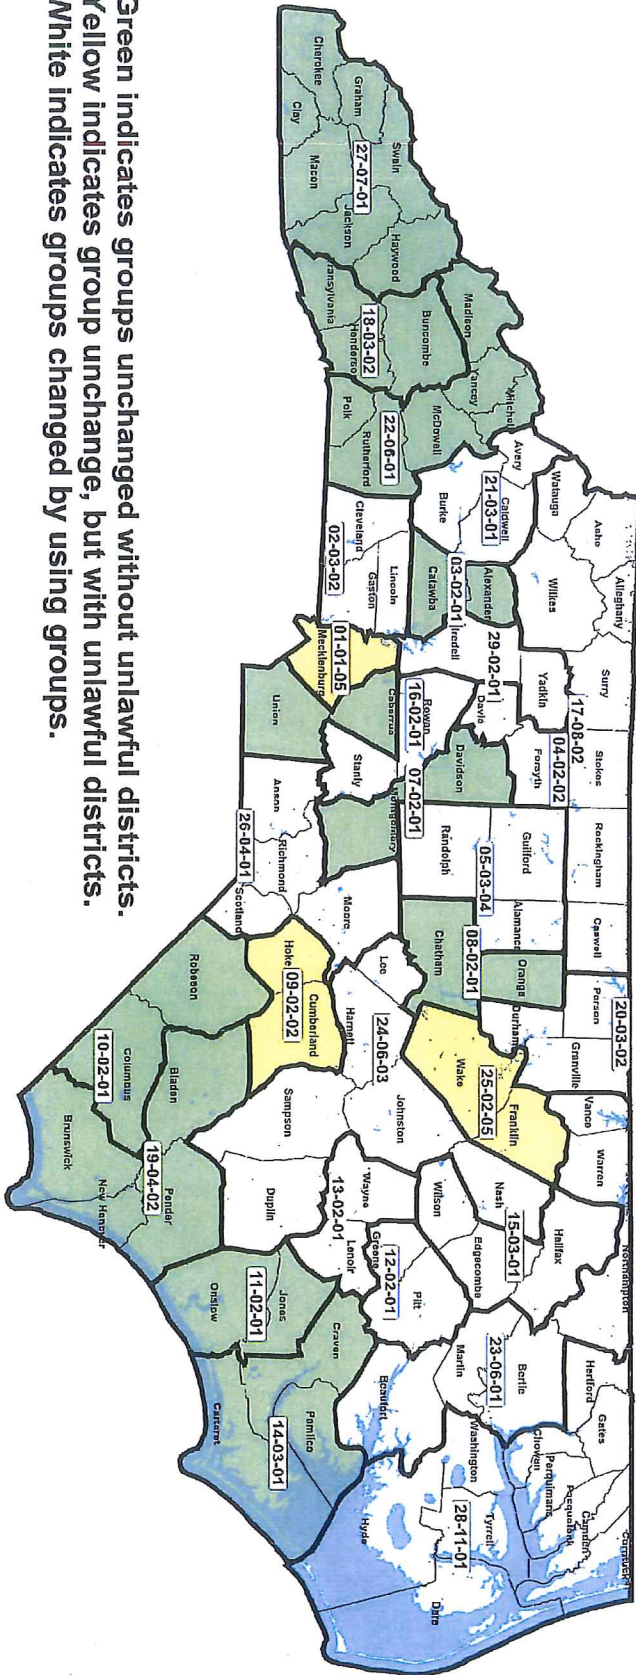 Cherokee
Graham
Clay
Swain
27-07-01
Macon
Jackson
Haywood
Transylvania
Henderson
18-03-02
Buncombe
Madison
Yancey
Mitchell
McDowell
Polk
Rutherford
22-06-01
Avery
Watauga
Ashe
Alleghany
Caldwell
21-03-01
Burke
Cleveland
02-03-02
Gaston
Lincoln
Catawba
03-02-01
Alexander
Wilkes
Surry
Iredell
29-02-01
Yadkin
Davie
17-08-02
Stokes
Forsyth
04-02-02
Mecklenburg
01-01-05
Cabarrus
Rowan
16-02-01
Union
Stanly
Davidson
07-02-01
Montgomery
Anson
Richmond
26-04-01
Scotland
Moore
Randolph
Guilford
05-03-04
Alamance
Rockingham
Caswell
Chatham
08-02-01
Orange
Person
20-03-02
Durham
Granville
Vance
Warren
Lee
Harnett
24-06-03
Johnston
Hoke
09-02-02
Cumberland
Wake
25-02-05
Franklin
Robeson
Columbus
10-02-01
Bladen
Brunswick
New Hanover
Pender
19-04-02
Sampson
Duplin
Wayne
13-02-01
Lenoir
Greene
12-02-01
Pitt
Wilson
Nash
15-03-01
Edgecombe
Halifax
Northampton
Onslow
11-02-01
Jones
Craven
Carteret
14-03-01
Pamlico
Beaufort
Martin
23-06-01
Bertie
Hertford
Gates
Washington
Tyrrell
28-11-01
Chowan
Perquimans
Pasquotank
Camden
Currituck
Hyde
Dare
Green indicates groups unchanged without unlawful districts.
Yellow indicates group unchange, but with unlawful districts.
White indicates groups changed by using groups.